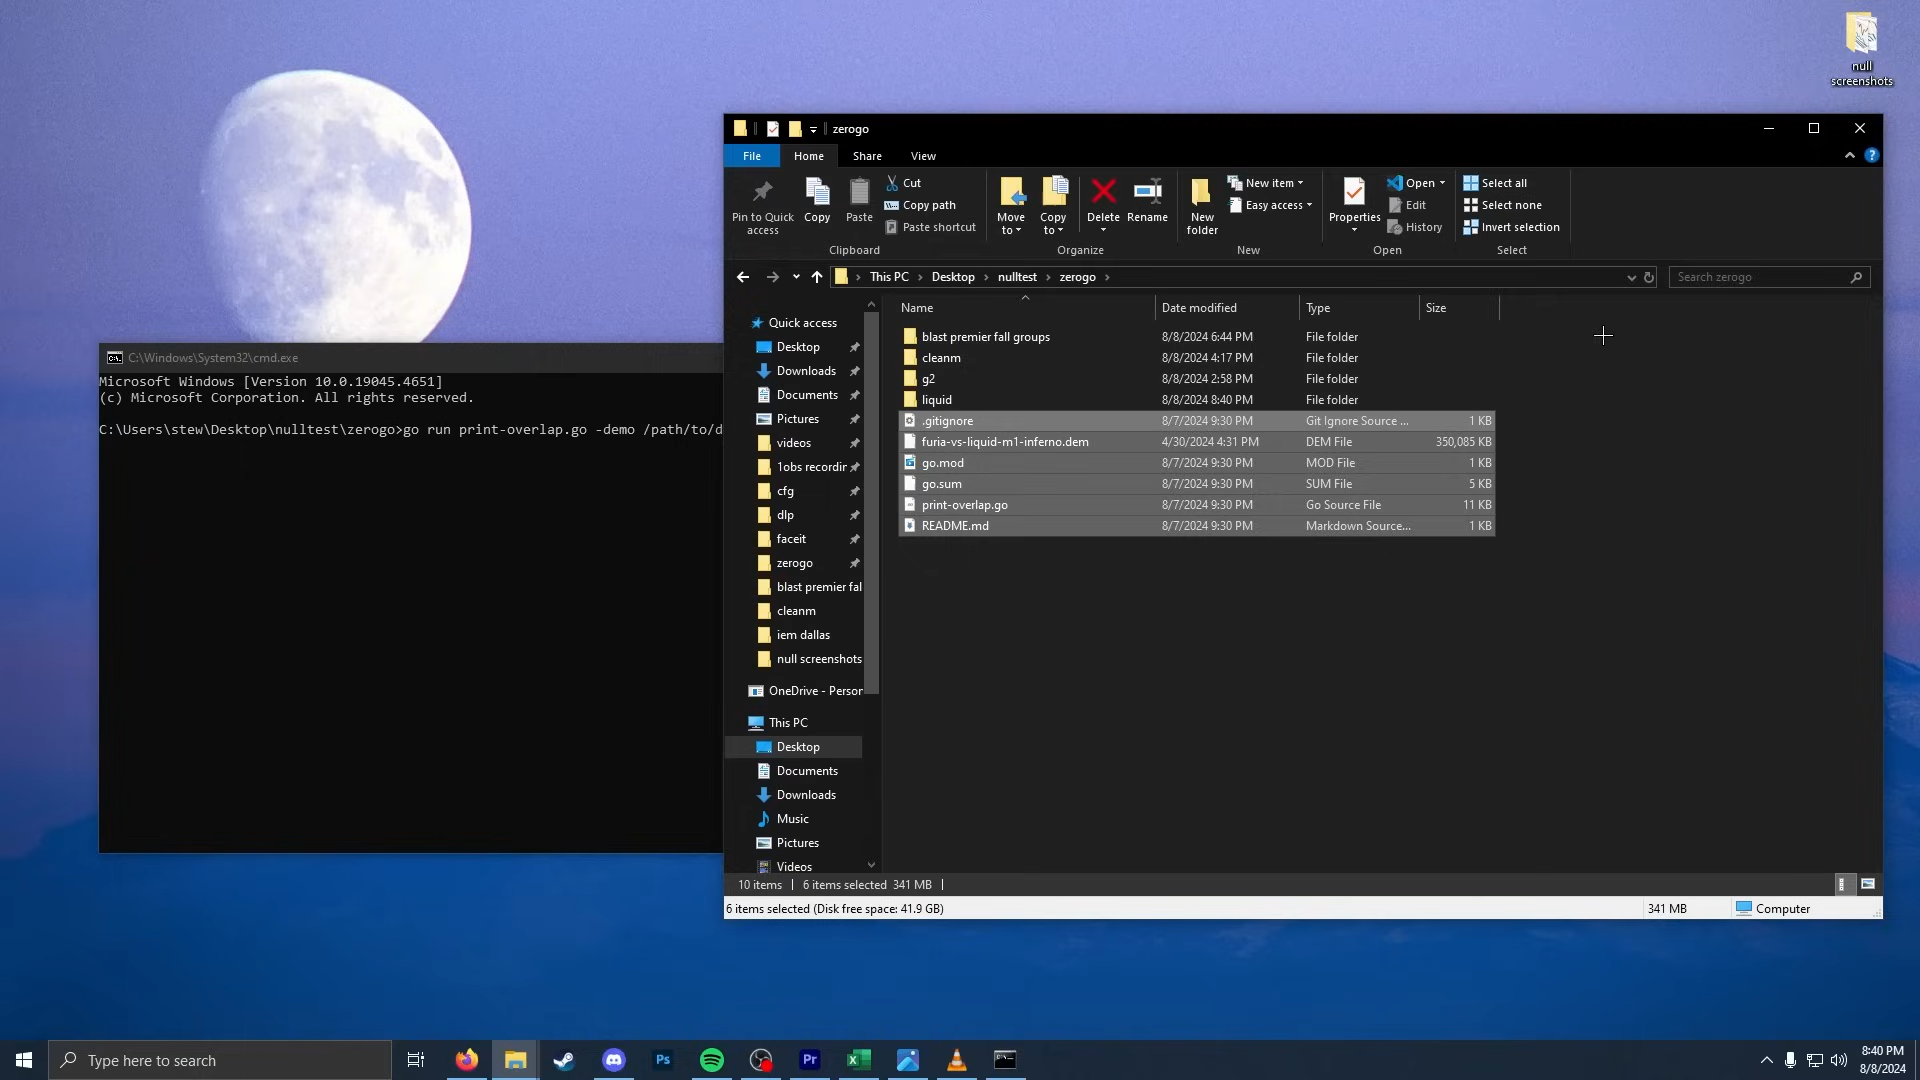 null
screenshots
zerogo
File
Home
Share
View
Pin to Quick
access
Copy
Paste
Cut
Copy path
Paste shortcut
Clipboard
Move
to
Copy
to
Delete
Rename
Organize
New
folder
New item
Easy access
New
Properties
Open
Edit
History
Open
Select all
Select none
Invert selection
Select
This PC
Desktop
nulltest
zerogo
Search zerogo
Name
Date modified
Type
Size
blast premier fall groups 8/8/2024 6:44 PM File folder
cleanm 8/8/2024 4:17 PM File folder
g2 8/8/2024 2:58 PM File folder
liquid 8/8/2024 8:40 PM File folder
.gitignore 8/7/2024 9:30 PM Git Ignore Source ... 1 KB
furia-vs-liquid-m1-inferno.dem 4/30/2024 4:31 PM DEM File 350,085 KB
go.mod 8/7/2024 9:30 PM MOD File 1 KB
go.sum 8/7/2024 9:30 PM SUM File 5 KB
print-overlap.go 8/7/2024 9:30 PM Go Source File 11 KB
README.md 8/7/2024 9:30 PM Markdown Source... 1 KB
Quick access
Desktop
Downloads
Documents
Pictures
videos
1obs recordin
cfg
dlp
faceit
zerogo
blast premier fal
cleanm
iem dallas
null screenshots
OneDrive - Person
This PC
Desktop
Documents
Downloads
Music
Pictures
Videos
10 items
6 items selected 341 MB
6 items selected (Disk free space: 41.9 GB)
341 MB
Computer
C:\Windows\System32\cmd.exe
Microsoft Windows [Version 10.0.19045.4651]
(c) Microsoft Corporation. All rights reserved.
C:\Users\stew\Desktop\nulltest\zerogo>go run print-overlap.go -demo /path/to/d
Type here to search
Ps
Pr
8:40 PM
8/8/2024